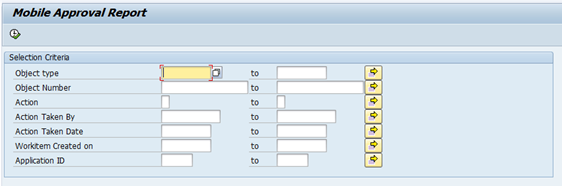 Mobile Approval Report
Selection Criteria
Object type to
Object Number to
Action to
Action Taken By to
Action Taken Date to
Workitem Created on to
Application ID to